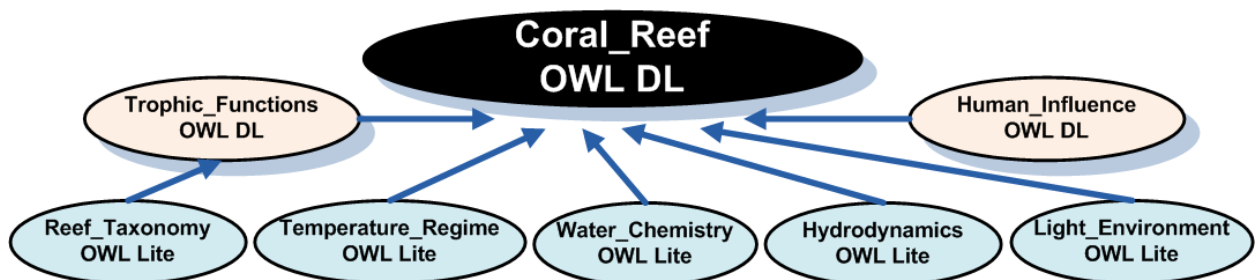 Coral_Reef
OWL DL
Trophic_Functions
OWL DL
Human_Influence
OWL DL
Reef_Taxonomy
OWL Lite
Temperature_Regime
OWL Lite
Water_Chemistry
OWL Lite
Hydrodynamics
OWL Lite
Light_Environment
OWL Lite